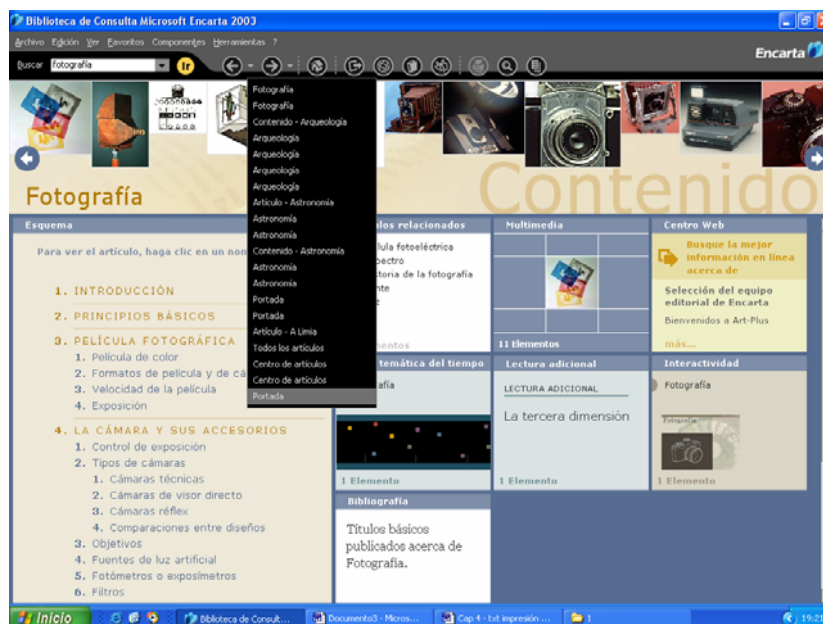 Biblioteca de Consulta Microsoft Encarta 2003
Archivo Edición Ver Favoritos Componentes Herramientas ?
Buscar fotografía Ir
Encarta
Fotografía
Contenido
Fotografía
Fotografía
Contenido - Arqueología
Arqueología
Arqueología
Arqueología
Arqueología
Artículo - Astronomía
Astronomía
Astronomía
Contenido - Astronomía
Astronomía
Astronomía
Portada
Portada
Artículo - A Limia
Todos los artículos
Centro de artículos
Centro de artículos
Portada
Esquema
Para ver el artículo, haga clic en un
1. INTRODUCCIÓN
2. PRINCIPIOS BÁSICOS
3. PELÍCULA FOTOGRÁFICA
1. Película de color
2. Formatos de película y de
3. Velocidad de la película
4. Exposición
4. LA CÁMARA Y SUS ACCESORIOS
1. Control de exposición
2. Tipos de cámaras
1. Cámaras técnicas
2. Cámaras de visor directo
3. Cámaras réflex
4. Comparaciones entre diseños
3. Objetivos
4. Fuentes de luz artificial
5. Fotómetros o exposímetros
6. Filtros
relacionados
fotoeléctrica
de la fotografía
Multimedia
11 Elementos
Centro Web
Busque la mejor
información en línea
acerca de
Selección del equipo
editorial de Encarta
Bienvenidos a Art-Plus
más...
temática del tiempo
1 Elemento
Lectura adicional
LECTURA ADICIONAL
La tercera dimensión
1 Elemento
Interactividad
Fotografía
Fotografía
1 Elemento
Bibliografía
Títulos básicos
publicados acerca de
Fotografía.
Inicio
Biblioteca de Consult...
Documento3 - Micros...
Cap 4 - txt impresión ...
1
19:21